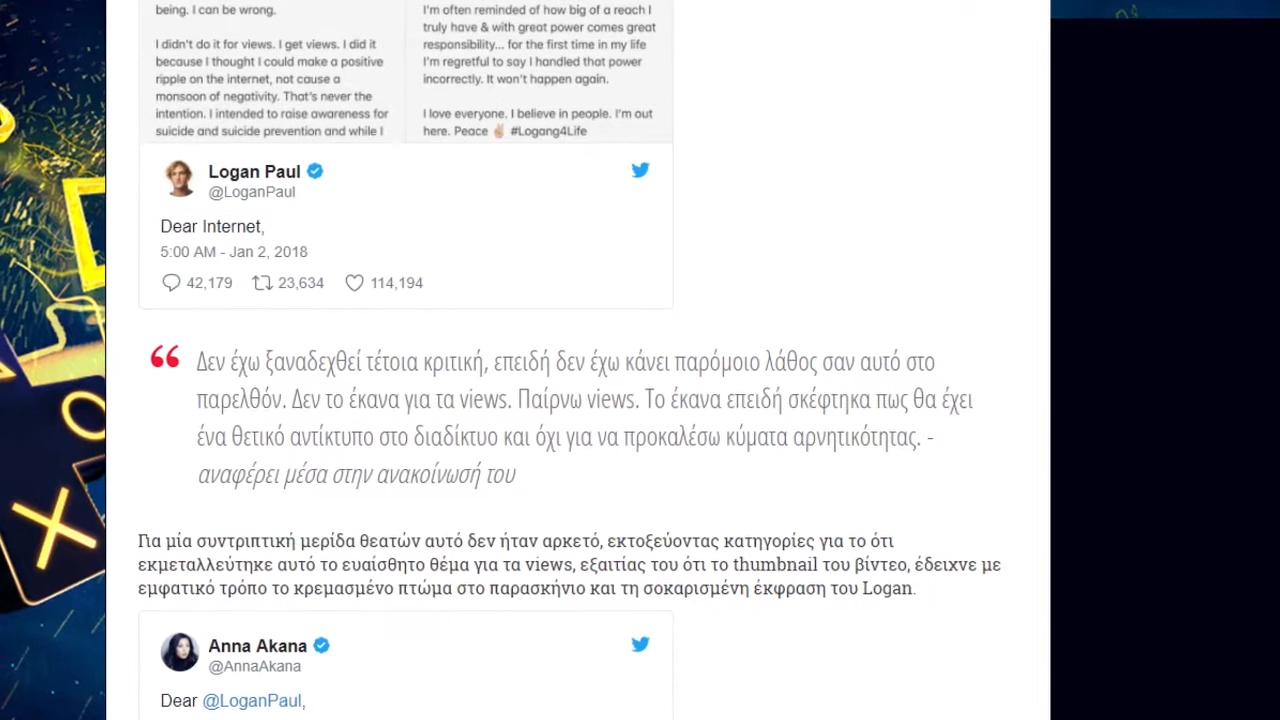 being. I can be wrong.
I didn't do it for views. I get views. I did it
because I thought I could make a positive
ripple on the internet, not cause a
monsoon of negativity. That's never the
intention. I intended to raise awareness for
suicide and suicide prevention and while I
I'm often reminded of how big of a reach I
truly have & with great power comes great
responsibility... for the first time in my life
I'm regretful to say I handled that power
incorrectly. It won't happen again.
I love everyone. I believe in people. I'm out
here. Peace ✌🏼 #Logang4Life
Logan Paul
@LoganPaul
Dear Internet,
5:00 AM - Jan 2, 2018
42,179 23,634 114,194
“ Δεν έχω ξαναδεχθεί τέτοια κριτική, επειδή δεν έχω κάνει παρόμοιο λάθος σαν αυτό στο
παρελθόν. Δεν το έκανα για τα views. Παίρνω views. Το έκανα επειδή σκέφτηκα πως θα έχει
ένα θετικό αντίκτυπο στο διαδίκτυο και όχι για να προκαλέσω κύματα αρνητικότητας. -
αναφέρει μέσα στην ανακοίνωσή του
Για μία συντριπτική μερίδα θεατών αυτό δεν ήταν αρκετό, εκτοξεύοντας κατηγορίες για το ότι
εκμεταλλεύτηκε αυτό το ευαίσθητο θέμα για τα views, εξαιτίας του ότι το thumbnail του βίντεο, έδειχνε με
εμφατικό τρόπο το κρεμασμένο πτώμα στο παρασκήνιο και τη σοκαρισμένη έκφραση του Logan.
Anna Akana
@AnnaAkana
Dear @LoganPaul,